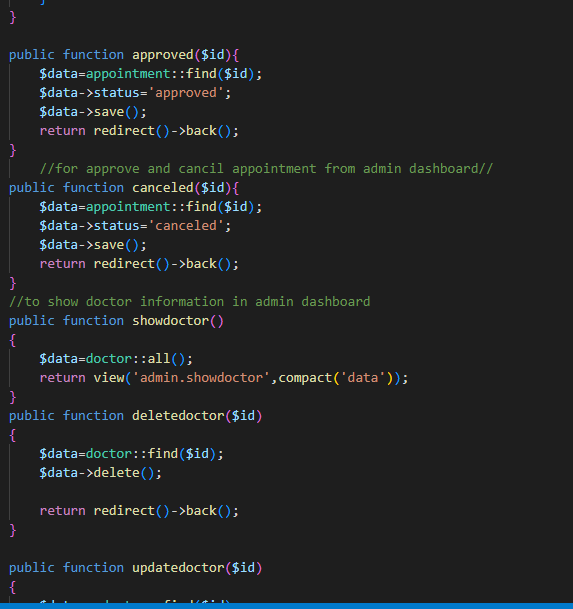 }
}
public function approved($id){
$data=appointment::find($id);
$data->status='approved';
$data->save();
return redirect()->back();
}
//for approve and cancil appointment from admin dashboard//
public function canceled($id){
$data=appointment::find($id);
$data->status='canceled';
$data->save();
return redirect()->back();
}
//to show doctor information in admin dashboard
public function showdoctor()
{
$data=doctor::all();
return view('admin.showdoctor',compact('data'));
}
public function deletedoctor($id)
{
$data=doctor::find($id);
$data->delete();
return redirect()->back();
}
public function updatedoctor($id)
{